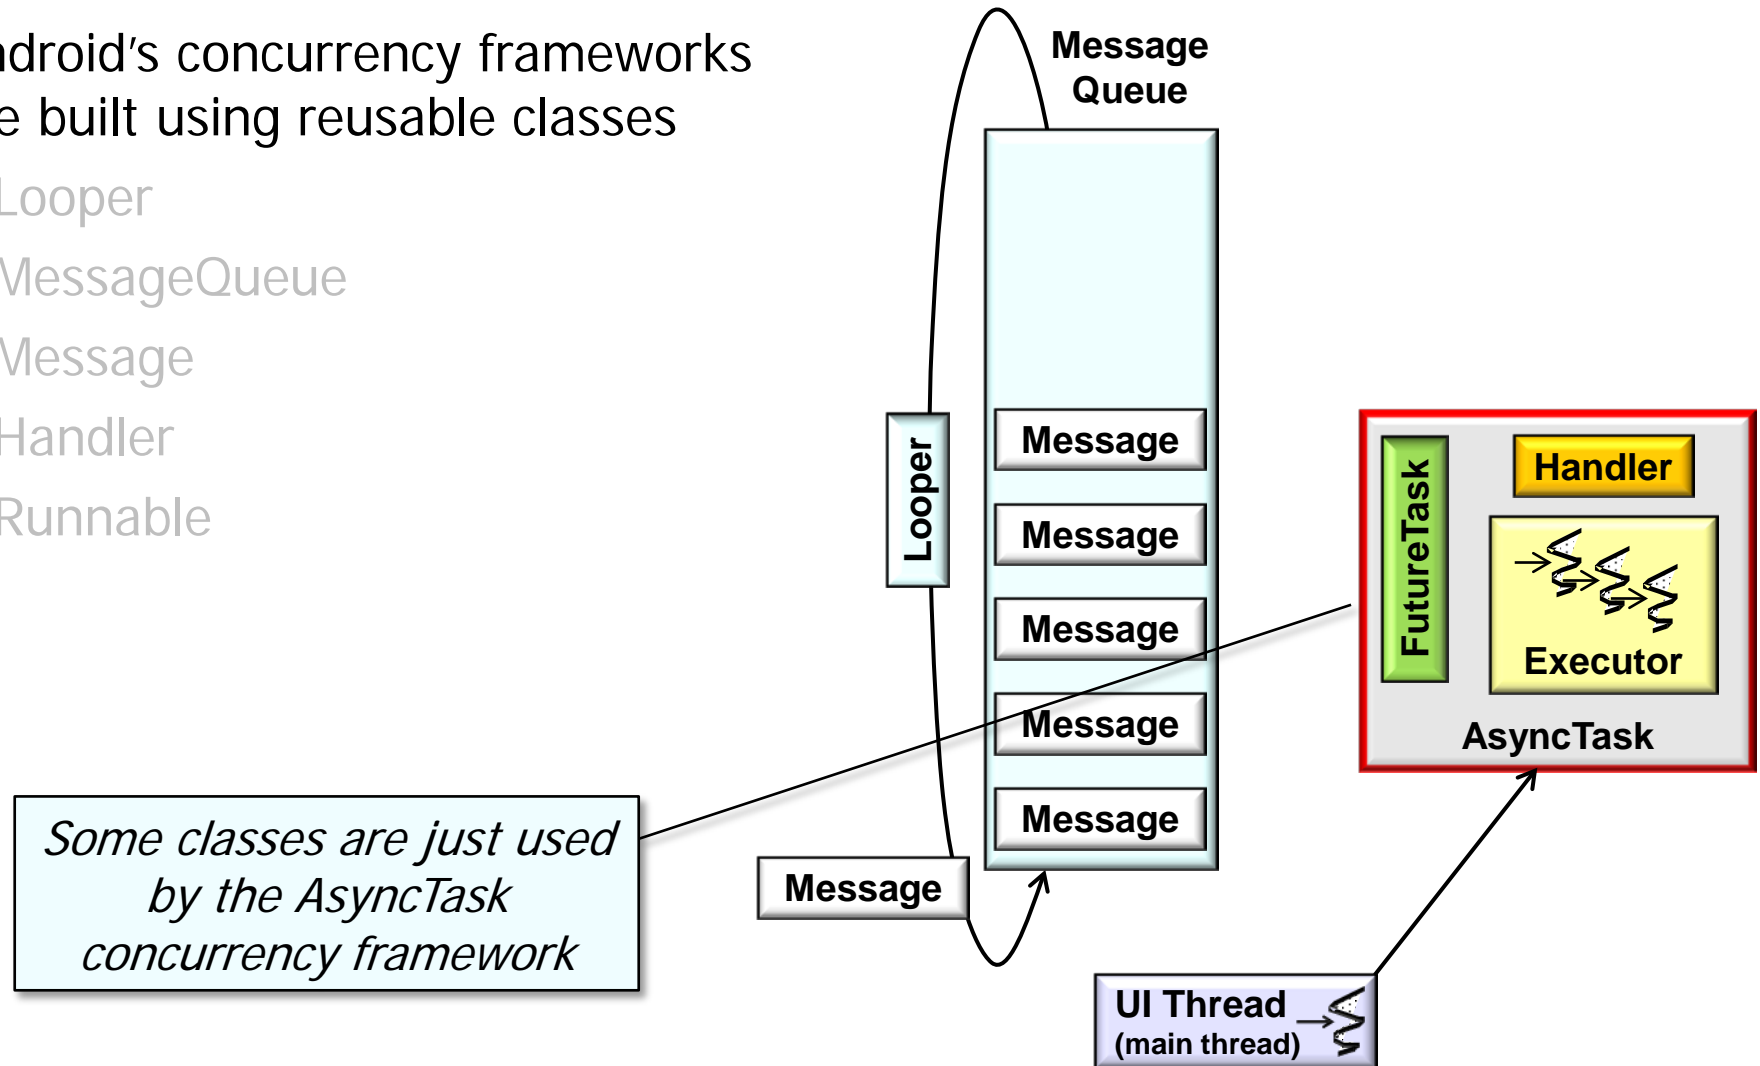 ndroid's concurrency frameworks
e built using reusable classes
Looper
MessageQueue
Message
Handler
Runnable
Message
Queue
Looper
Message
Message
Message
Message
Message
Message
FutureTask
Handler
Executor
AsyncTask
Some classes are just used
by the AsyncTask
concurrency framework
UI Thread
(main thread)